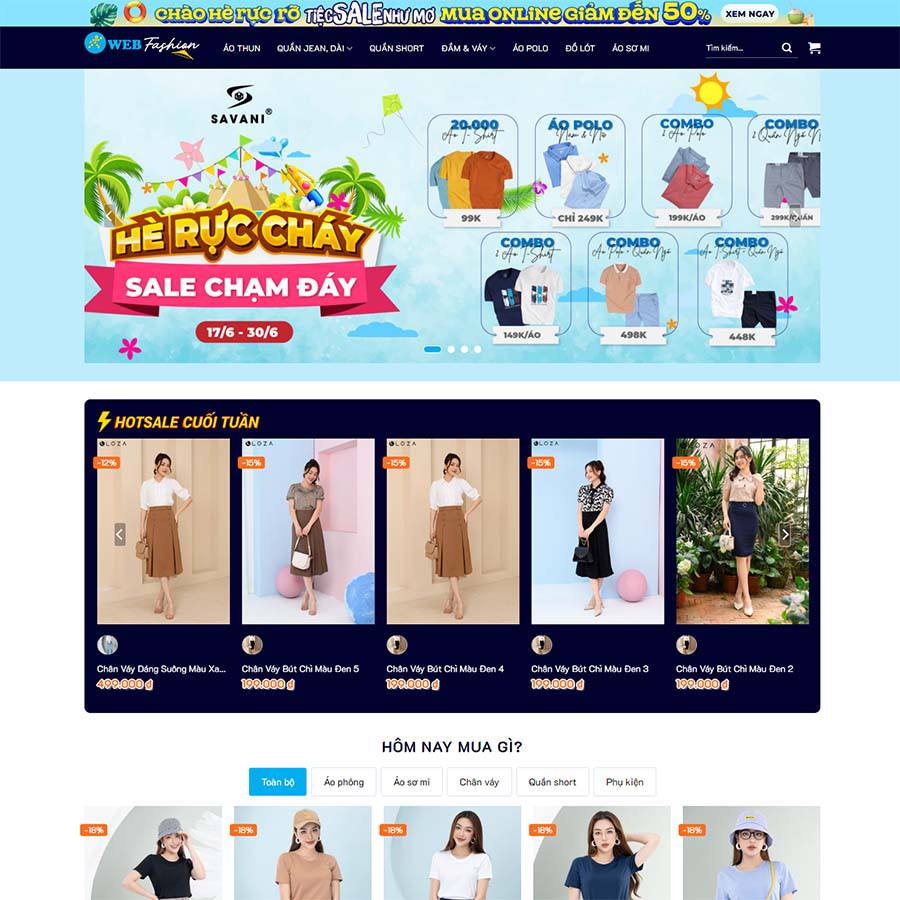 CHÀO HÈ RỰC RỠ TIỆC SALE NHƯ MƠ MUA ONLINE GIẢM ĐẾN 50% XEM NGAY
WEB Fashion ÁO THUN QUẦN JEAN, DÀI QUẦN SHORT ĐẦM & VÁY ÁO POLO ĐỒ LÓT ÁO SƠ MI Tìm kiếm...
SAVANI®
HÈ RỰC CHÁY
SALE CHẠM ĐÁY
17/6 - 30/6
20.000 ÁO POLO COMBO COMBO
Áo T-Shirt Nam & Nữ 2 Áo Polo 2 Quần Ngố
99K CHỈ 249K 199K/ÁO 299K/QUẦN
COMBO COMBO COMBO
2 Áo T-Shirt Áo Polo + Quần Ngố Áo T-Shirt + Quần Ngố
149K/ÁO 498K 448K
HOTSALE CUỐI TUẦN
LOZA LOZA LOZA LOZA LOZA
-12% -15% -15% -15% -15%
Chân Váy Dáng Suông Màu Xa... Chân Váy Bút Chì Màu Đen 5 Chân Váy Bút Chì Màu Đen 4 Chân Váy Bút Chì Màu Đen 3 Chân Váy Bút Chì Màu Đen 2
499.000 ₫ 199.000 ₫ 199.000 ₫ 199.000 ₫ 199.000 ₫
HÔM NAY MUA GÌ?
Toàn bộ Áo phông Áo sơ mi Chân váy Quần short Phụ kiện
-18% -18% -18% -18% -18%